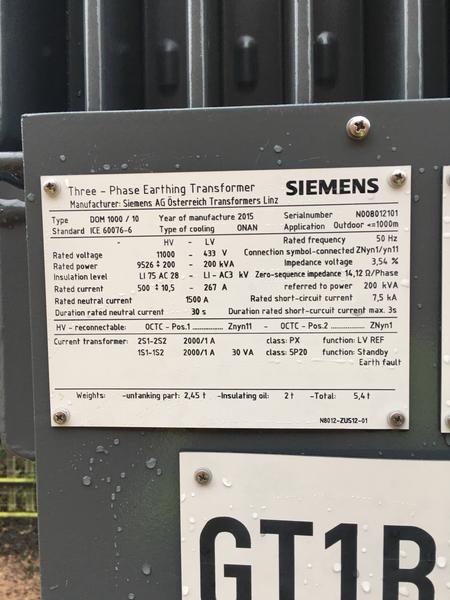 Three - Phase Earthing Transformer SIEMENS
Manufacturer: Siemens AG Österreich Transformers Linz
Type DOM 1000 / 10 Year of manufacture 2015 Serialnumber N008012101
Standard ICE 60076-6 Type of cooling ONAN Application Outdoor <=1000m
- HV - LV Rated frequency 50 Hz
Rated voltage 11000 - 433 V Connection symbol-connected ZNyn1/yn11
Rated power 9526 ‡ 200 - 200 kVA Impedance voltage 3,54 %
Insulation level LI 75 AC 28 - LI - AC3 kV Zero-sequence impedance 14,12 Ω/Phase
Rated current 500 ‡ 10,5 - 267 A referred to power 200 kVA
Rated neutral current 1500 A Rated short-circuit current 7,5 kA
Duration rated neutral current 30 s Duration rated short-circuit current max. 3s
HV - reconnectable: OCTC - Pos.1 ............ Znyn11 - OCTC - Pos.2 ............ ZNyn1
Current transformer: 2S1-2S2 2000/1 A class: PX function: LV REF
1S1-1S2 2000/1 A 30 VA class: 5P20 function: Standby
Earth fault
Weights: -untanking part: 2,45 t -Insulating oil: 2 t -Total: 5,4 t
N8012-ZUS12-01
GT1B